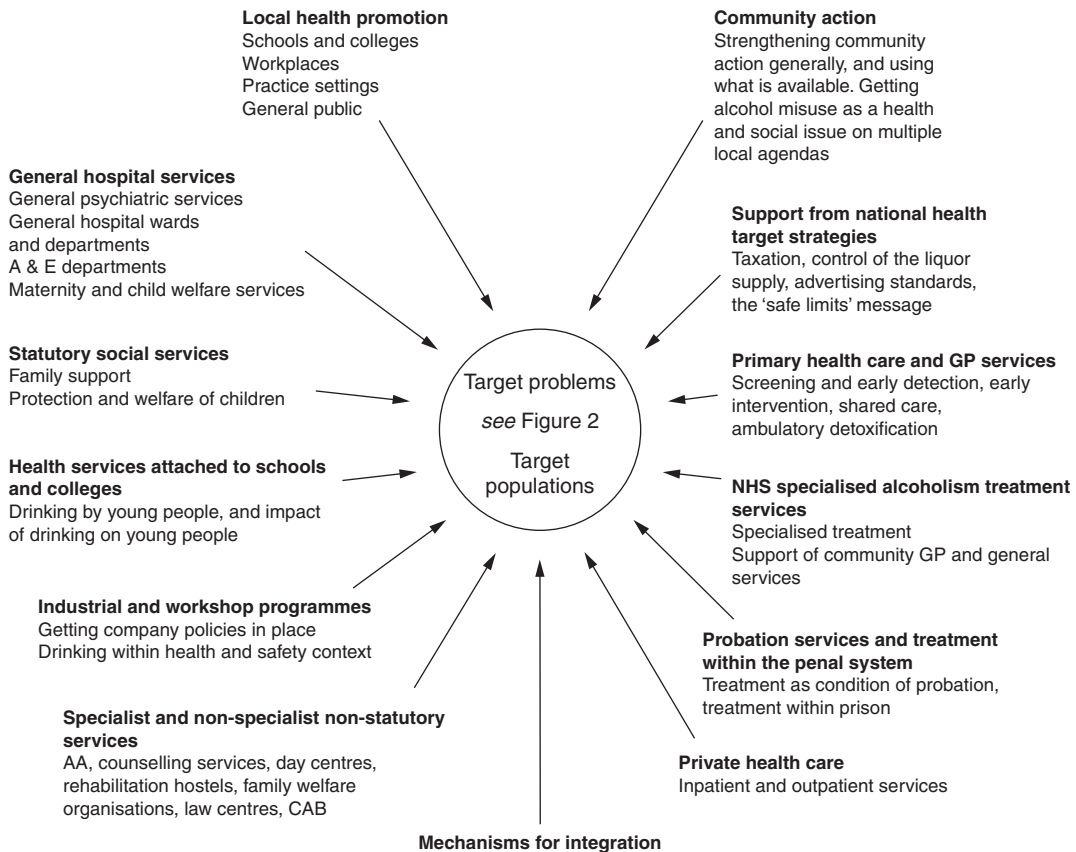 Local health promotion
Schools and colleges
Workplaces
Practice settings
General public
Community action
Strengthening community
action generally, and using
what is available. Getting
alcohol misuse as a health
and social issue on multiple
local agendas
General hospital services
General psychiatric services
General hospital wards
and departments
A & E departments
Maternity and child welfare services
Support from national health
target strategies
Taxation, control of the liquor
supply, advertising standards,
the ‘safe limits’ message
Statutory social services
Family support
Protection and welfare of children
Target problems
see Figure 2
Target
populations
Primary health care and GP services
Screening and early detection, early
intervention, shared care,
ambulatory detoxification
Health services attached to schools
and colleges
Drinking by young people, and impact
of drinking on young people
NHS specialised alcoholism treatment
services
Specialised treatment
Support of community GP and general
services
Industrial and workshop programmes
Getting company policies in place
Drinking within health and safety context
Probation services and treatment
within the penal system
Treatment as condition of probation,
treatment within prison
Specialist and non-specialist non-statutory
services
AA, counselling services, day centres,
rehabilitation hostels, family welfare
organisations, law centres, CAB
Private health care
Inpatient and outpatient services
Mechanisms for integration